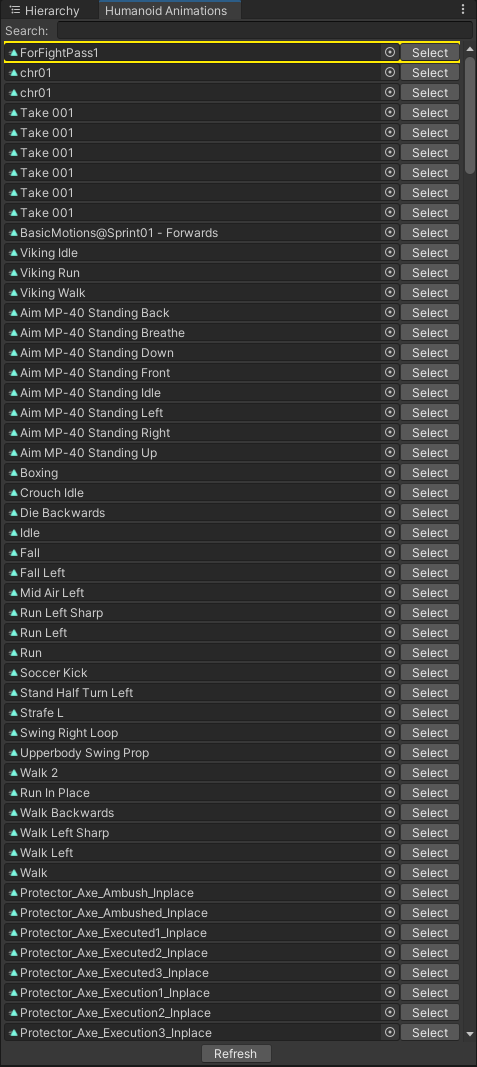 Hierarchy Humanoid Animations
Search:
ForFightPass1 Select
chr01 Select
chr01 Select
Take 001 Select
Take 001 Select
Take 001 Select
Take 001 Select
Take 001 Select
Take 001 Select
BasicMotions@Sprint01 - Forwards Select
Viking Idle Select
Viking Run Select
Viking Walk Select
Aim MP-40 Standing Back Select
Aim MP-40 Standing Breathe Select
Aim MP-40 Standing Down Select
Aim MP-40 Standing Front Select
Aim MP-40 Standing Idle Select
Aim MP-40 Standing Left Select
Aim MP-40 Standing Right Select
Aim MP-40 Standing Up Select
Boxing Select
Crouch Idle Select
Die Backwards Select
Idle Select
Fall Select
Fall Left Select
Mid Air Left Select
Run Left Sharp Select
Run Left Select
Run Select
Soccer Kick Select
Stand Half Turn Left Select
Strafe L Select
Swing Right Loop Select
Upperbody Swing Prop Select
Walk 2 Select
Run In Place Select
Walk Backwards Select
Walk Left Sharp Select
Walk Left Select
Walk Select
Protector_Axe_Ambush_Inplace Select
Protector_Axe_Ambushed_Inplace Select
Protector_Axe_Executed1_Inplace Select
Protector_Axe_Executed2_Inplace Select
Protector_Axe_Executed3_Inplace Select
Protector_Axe_Execution1_Inplace Select
Protector_Axe_Execution2_Inplace Select
Protector_Axe_Execution3_Inplace Select
Refresh